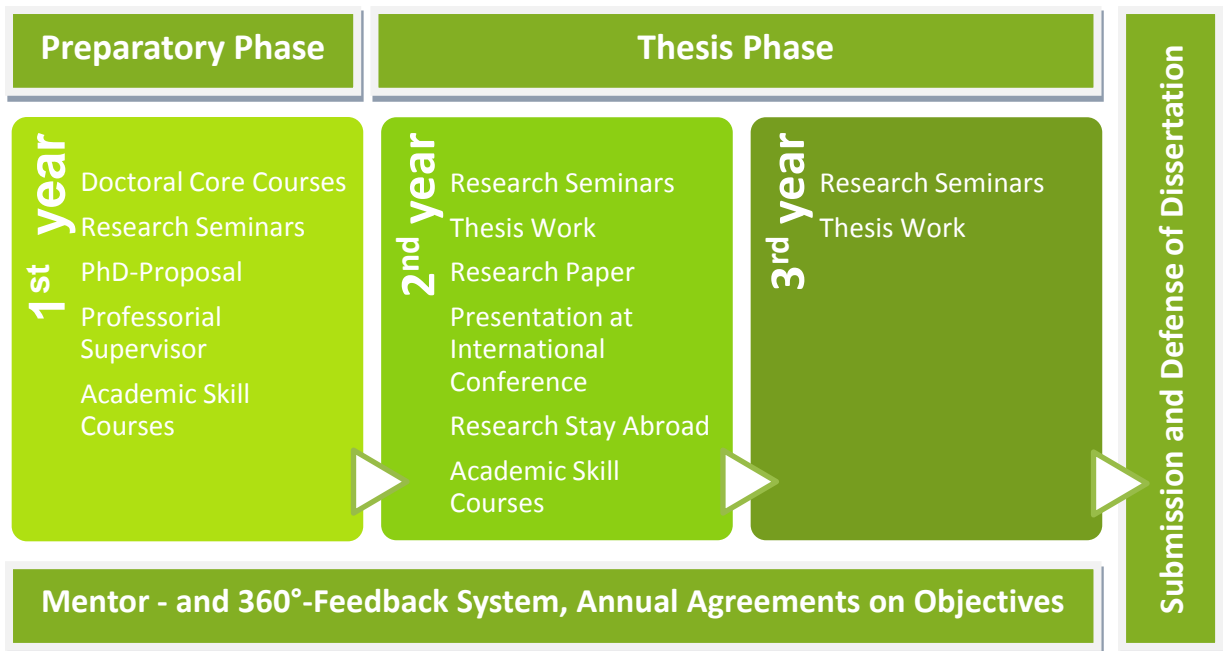 Preparatory Phase
Thesis Phase
1st year
Doctoral Core Courses
Research Seminars
PhD-Proposal
Professorial
Supervisor
Academic Skill
Courses
2nd year
Research Seminars
Thesis Work
Research Paper
Presentation at
International
Conference
Research Stay Abroad
Academic Skill
Courses
3rd year
Research Seminars
Thesis Work
Submission and Defense of Dissertation
Mentor - and 360°-Feedback System, Annual Agreements on Objectives